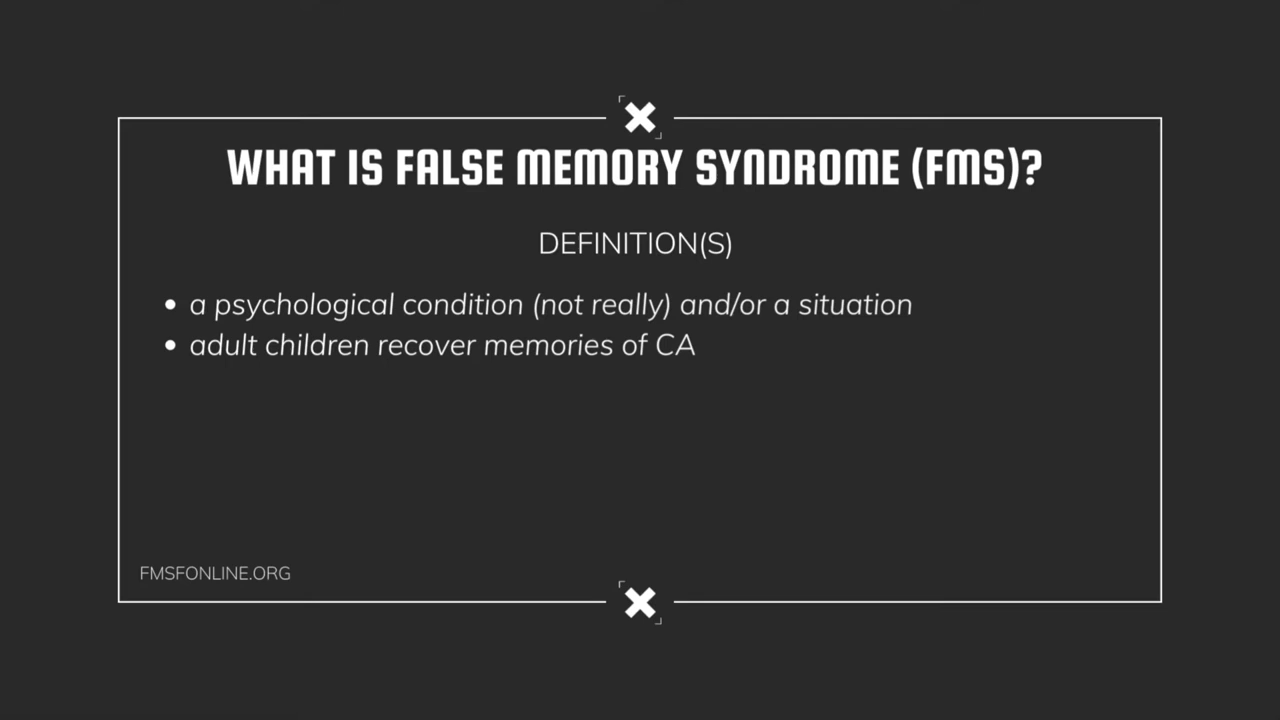 WHAT IS FALSE MEMORY SYNDROME (FMS)?
DEFINITION(S)
• a psychological condition (not really) and/or a situation
• adult children recover memories of CA
FMSFONLINE.ORG